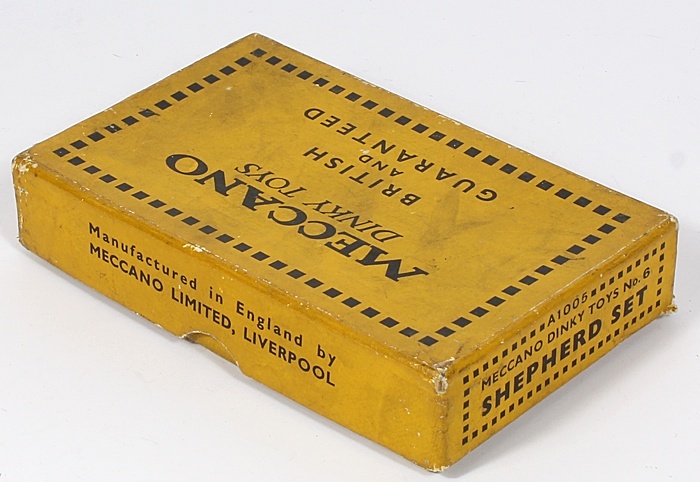 MECCANO
DINKY TOYS
BRITISH
AND
GUARANTEED
Manufactured in England by
MECCANO LIMITED, LIVERPOOL
A1005
MECCANO DINKY TOYS No. 6
SHEPHERD SET